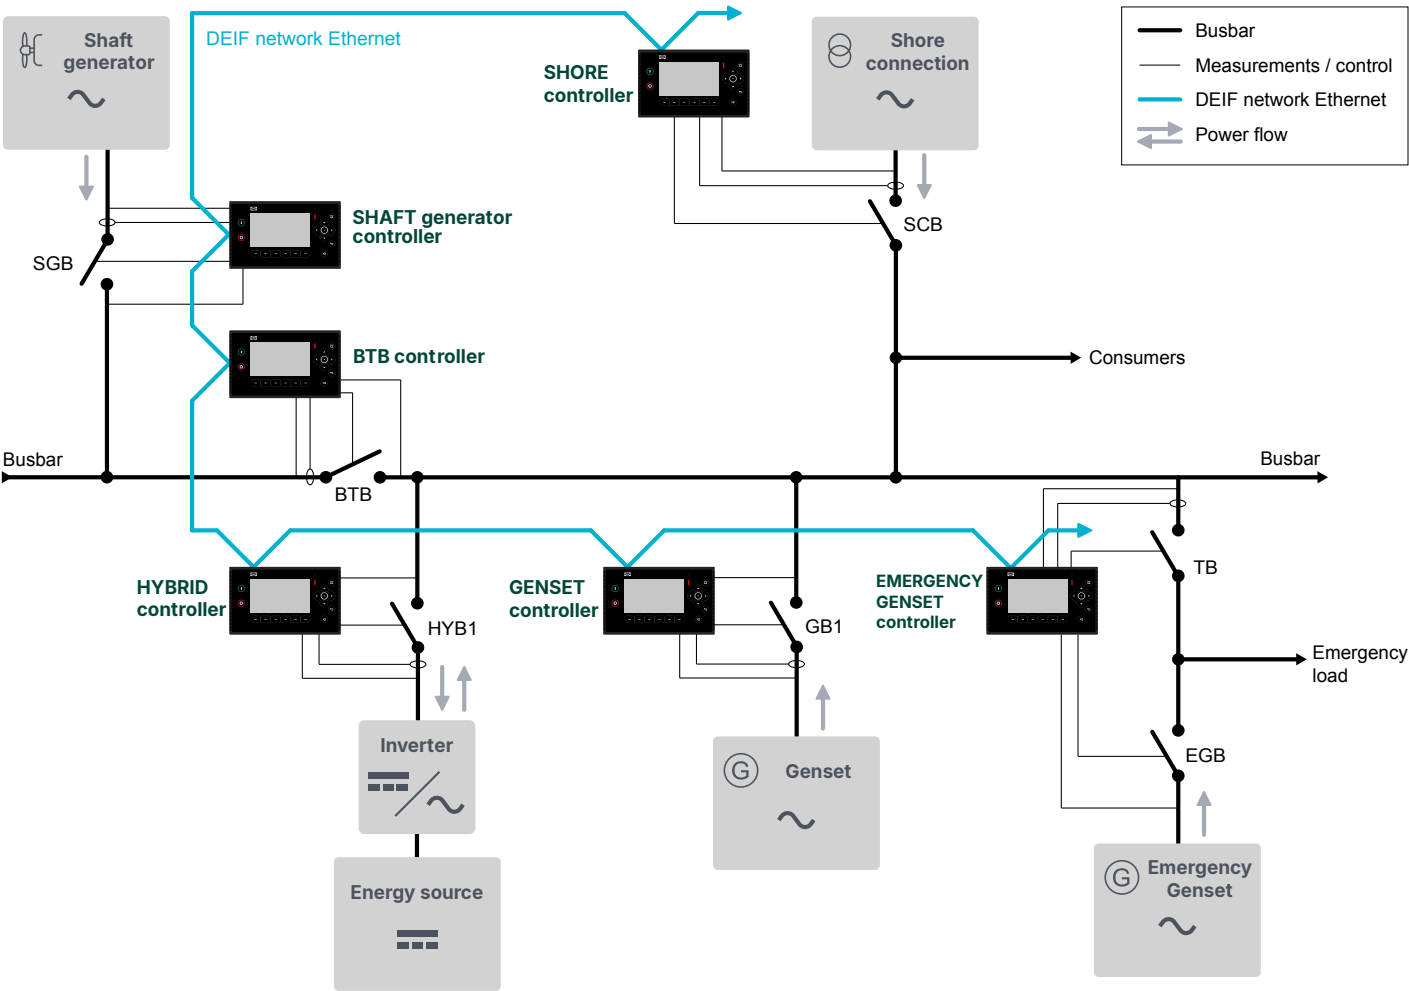 Shaft
generator
DEIF network Ethernet
SHORE
controller
Shore
connection
Busbar
Measurements / control
DEIF network Ethernet
Power flow
SHAFT generator
controller
SGB
SCB
BTB controller
Consumers
Busbar
BTB
Busbar
HYBRID
controller
HYB1
GENSET
controller
GB1
EMERGENCY
GENSET
controller
TB
Emergency
load
Inverter
G
Genset
EGB
Energy source
G
Emergency
Genset